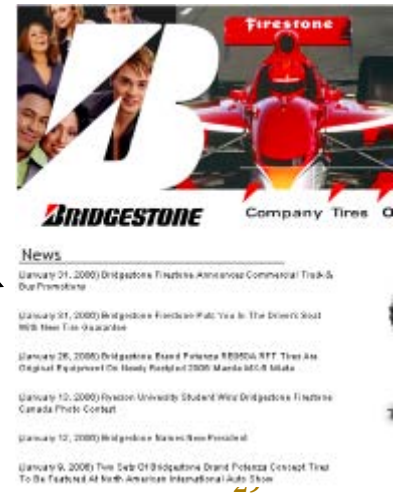 Firestone
BRIDGESTONE
Company Tires O
News
(January 31, 2006) Bridgestone Firestone Announces Commercial Truck &
Bus Promotions
(January 31, 2006) Bridgestone Firestone Puts You In The Driver's Seat
With New Tire Guarantee
(January 26, 2006) Bridgestone Brand Potenza RE050A RFT Tires Are
Original Equipment On Newly 2006 Mazda MX-5 Miata
(January 13, 2006) Ryerson University Student Wins Bridgestone Firestone
Canada Photo Contest
(January 12, 2006) Bridgestone Names New President
(January 9, 2006) Two Sets Of Bridgestone Brand Potenza Concept Tires
To Be Featured At North American International Auto Show